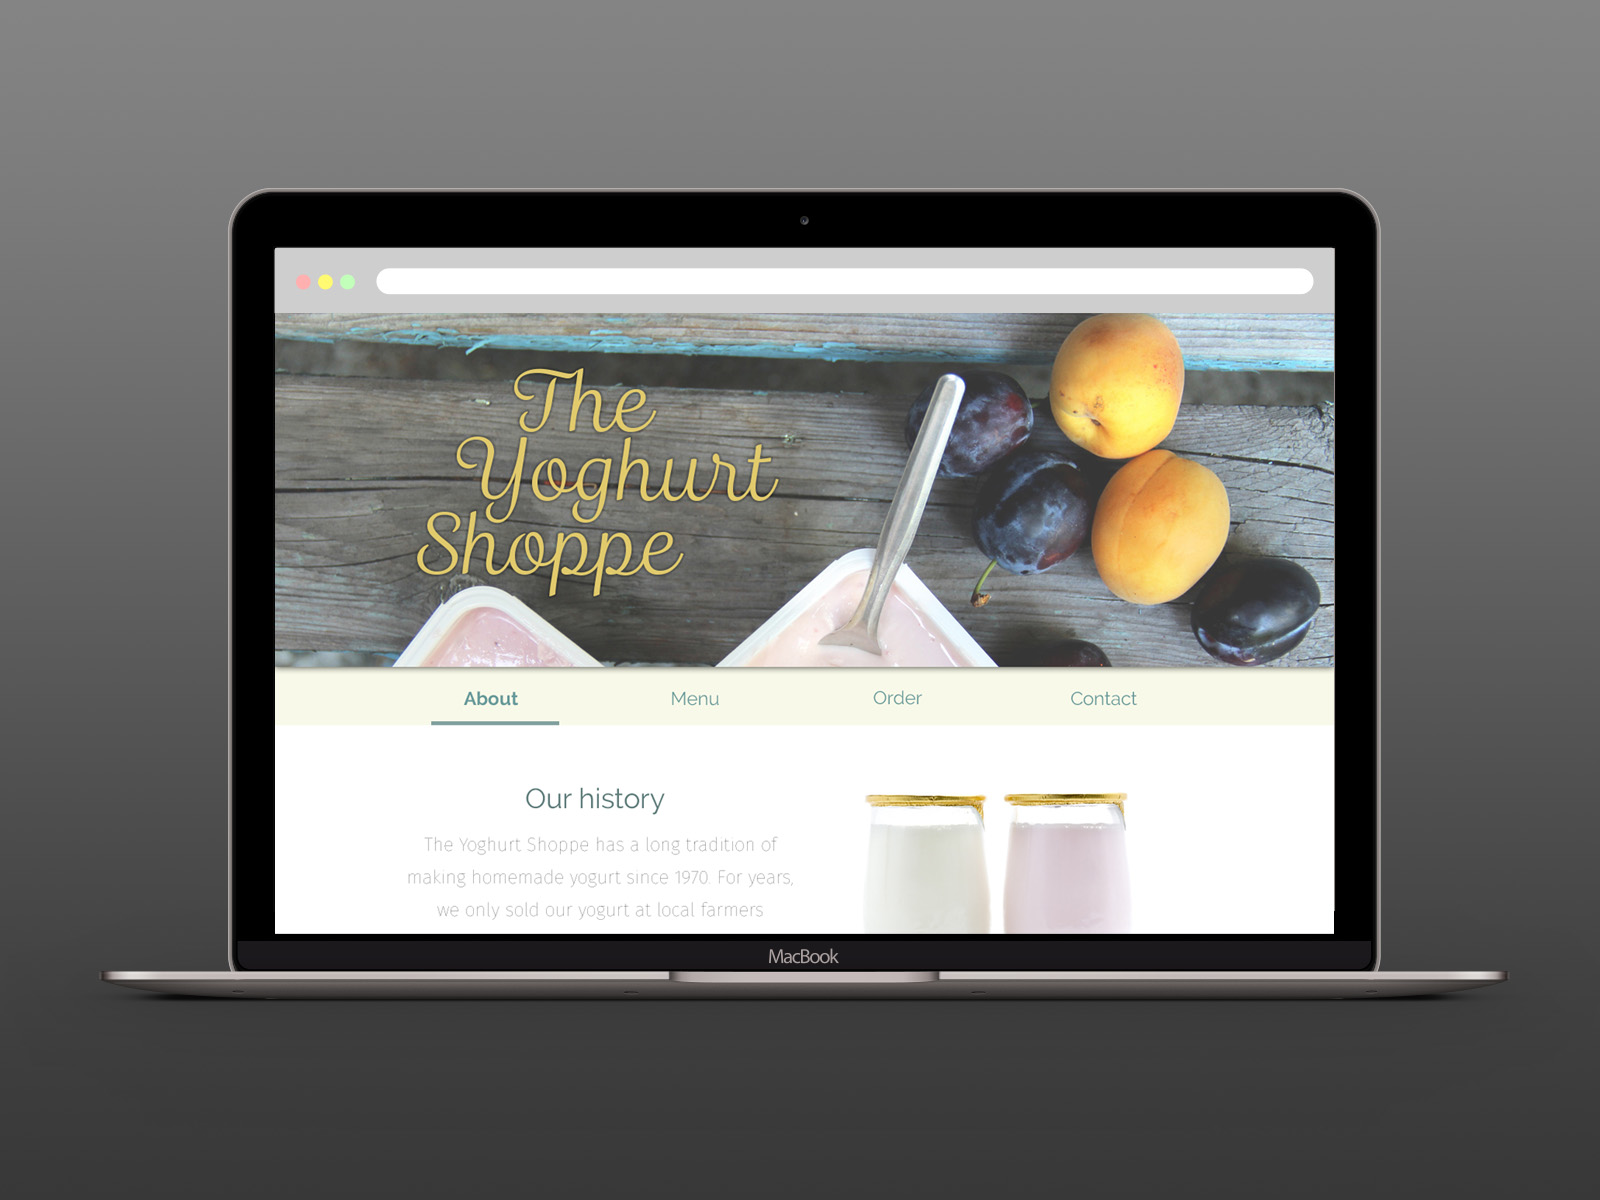 The
Yoghurt
Shoppe
About Menu Order Contact
Our history
The Yoghurt Shoppe has a long tradition of
making homemade yogurt since 1970. For years,
we only sold our yogurt at local farmers
MacBook